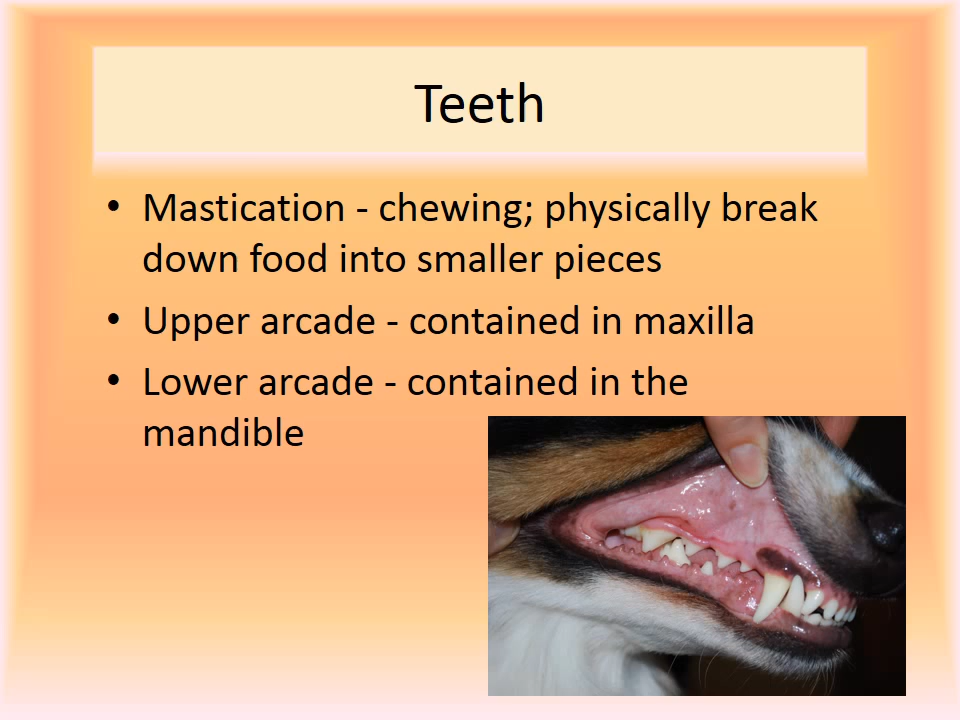 Teeth
• Mastication - chewing; physically break
down food into smaller pieces
• Upper arcade - contained in maxilla
• Lower arcade - contained in the
mandible